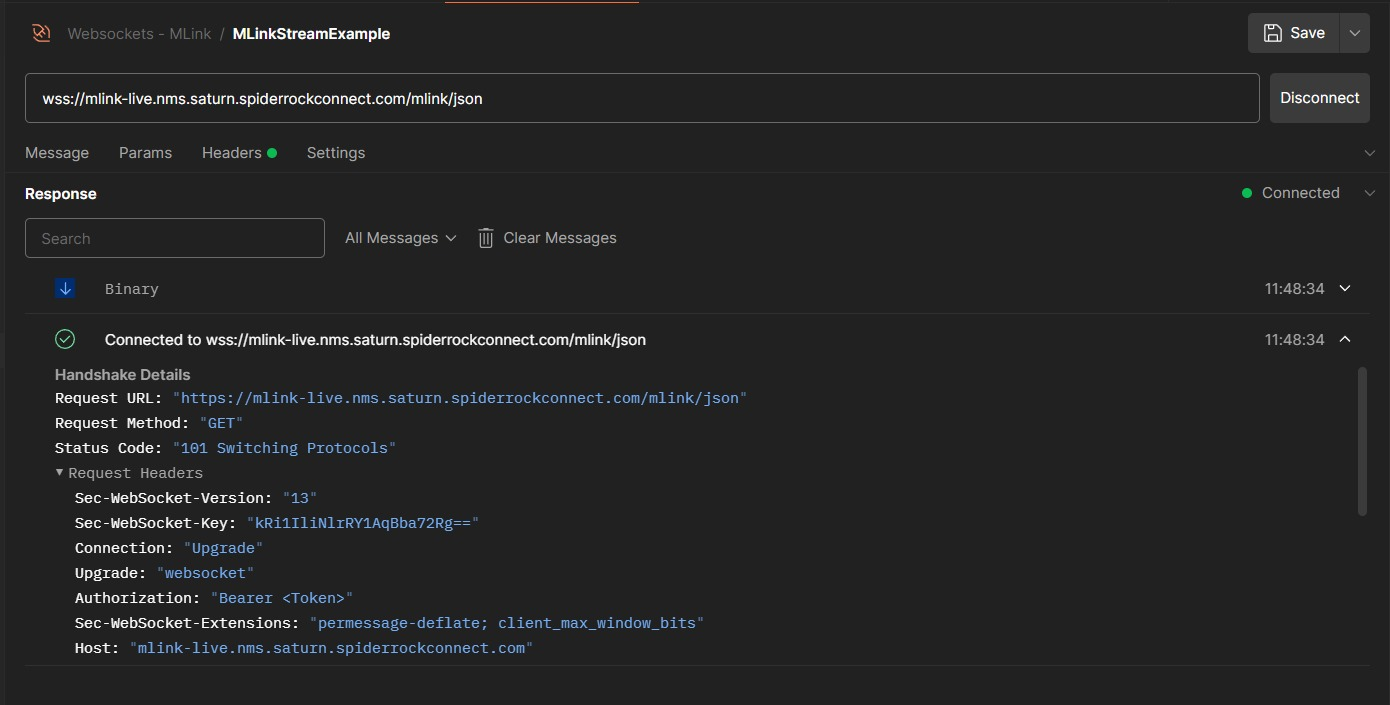 Websockets - MLink / MLinkStreamExample
Save
wss://mlink-live.nms.saturn.spiderrockconnect.com/mlink/json
Disconnect
Message Params Headers Settings
Response
Connected
Search
All Messages
Clear Messages
Binary
11:48:34
Connected to wss://mlink-live.nms.saturn.spiderrockconnect.com/mlink/json
11:48:34
Handshake Details
Request URL: "https://mlink-live.nms.saturn.spiderrockconnect.com/mlink/json"
Request Method: "GET"
Status Code: "101 Switching Protocols"
Request Headers
Sec-WebSocket-Version: "13"
Sec-WebSocket-Key: "kRi1IliNlrRY1AqBba72Rg=="
Connection: "Upgrade"
Upgrade: "websocket"
Authorization: "Bearer <Token>"
Sec-WebSocket-Extensions: "permessage-deflate; client_max_window_bits"
Host: "mlink-live.nms.saturn.spiderrockconnect.com"